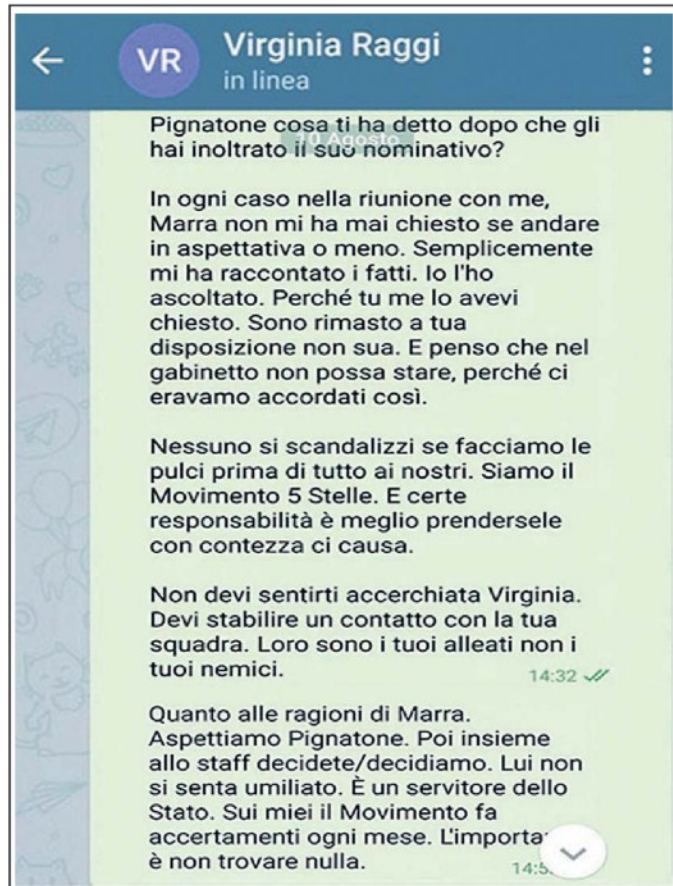 VR
Virginia Raggi
in linea
Pignatone cosa ti ha detto dopo che gli
10 Agosto
hai inoltrato il suo nominativo?
In ogni caso nella riunione con me,
Marra non mi ha mai chiesto se andare
in aspettativa o meno. Semplicemente
mi ha raccontato i fatti. Io l'ho
ascoltato. Perché tu me lo avevi
chiesto. Sono rimasto a tua
disposizione non sua. E penso che nel
gabinetto non possa stare, perché ci
eravamo accordati così.
Nessuno si scandalizzi se facciamo le
pulci prima di tutto ai nostri. Siamo il
Movimento 5 Stelle. E certe
responsabilità è meglio prendersele
con contezza ci causa.
Non devi sentirti accerchiata Virginia.
Devi stabilire un contatto con la tua
squadra. Loro sono i tuoi alleati non i
tuoi nemici.
14:32
Quanto alle ragioni di Marra.
Aspettiamo Pignatone. Poi insieme
allo staff decidete/decidiamo. Lui non
si senta umiliato. È un servitore dello
Stato. Sui miei il Movimento fa
accertamenti ogni mese. L'importa
è non trovare nulla.